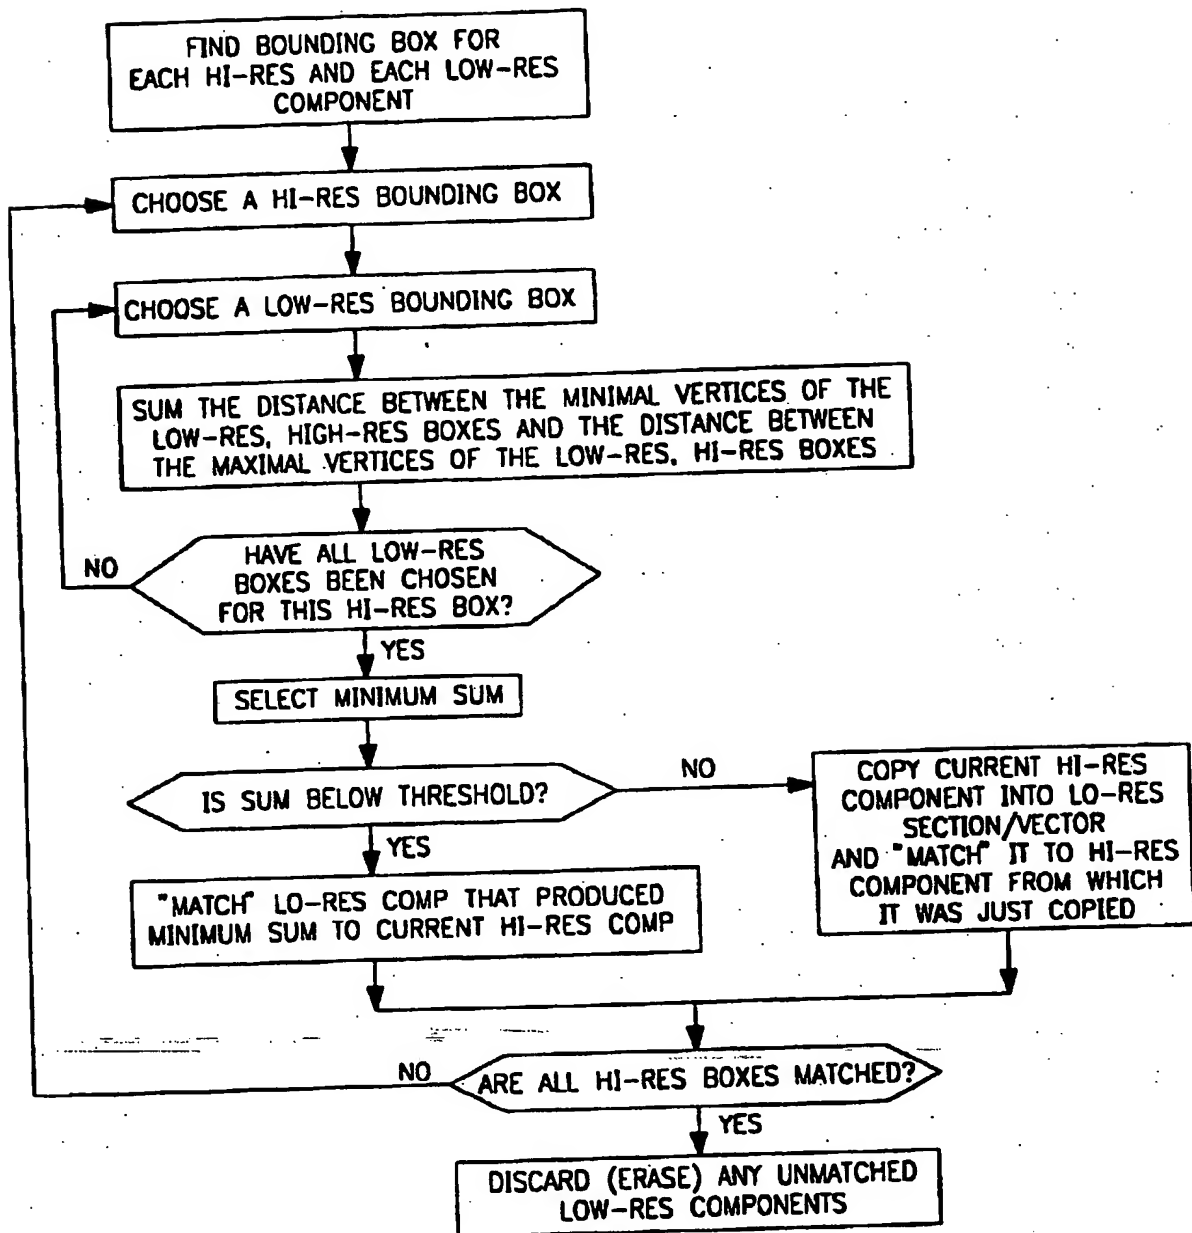 FIND BOUNDING BOX FOR
EACH HI-RES AND EACH LOW-RES
COMPONENT
CHOOSE A HI-RES BOUNDING BOX
CHOOSE A LOW-RES BOUNDING BOX
SUM THE DISTANCE BETWEEN THE MINIMAL VERTICES OF THE
LOW-RES, HIGH-RES BOXES AND THE DISTANCE BETWEEN
THE MAXIMAL VERTICES OF THE LOW-RES, HI-RES BOXES
HAVE ALL LOW-RES
BOXES BEEN CHOSEN
FOR THIS HI-RES BOX?
NO
YES
SELECT MINIMUM SUM
IS SUM BELOW THRESHOLD?
NO
YES
COPY CURRENT HI-RES
COMPONENT INTO LO-RES
SECTION/VECTOR
AND "MATCH" IT TO HI-RES
COMPONENT FROM WHICH
IT WAS JUST COPIED
"MATCH" LO-RES COMP THAT PRODUCED
MINIMUM SUM TO CURRENT HI-RES COMP
NO
ARE ALL HI-RES BOXES MATCHED?
YES
DISCARD (ERASE) ANY UNMATCHED
LOW-RES COMPONENTS